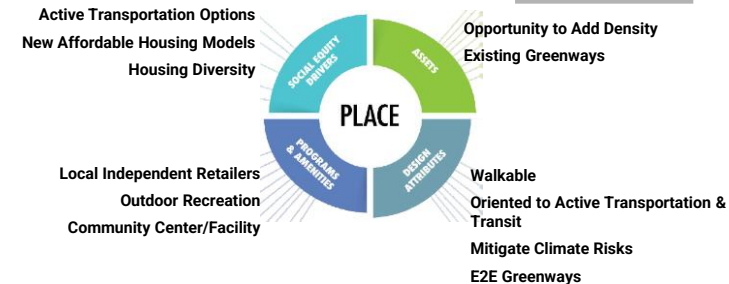 Active Transportation Options
New Affordable Housing Models
Housing Diversity
SOCIAL EQUITY
DRIVERS
ASSETS
Opportunity to Add Density
Existing Greenways
PLACE
PROGRAMS
& AMENITIES
DESIGN
ATTRIBUTES
Local Independent Retailers
Outdoor Recreation
Community Center/Facility
Walkable
Oriented to Active Transportation &
Transit
Mitigate Climate Risks
E2E Greenways